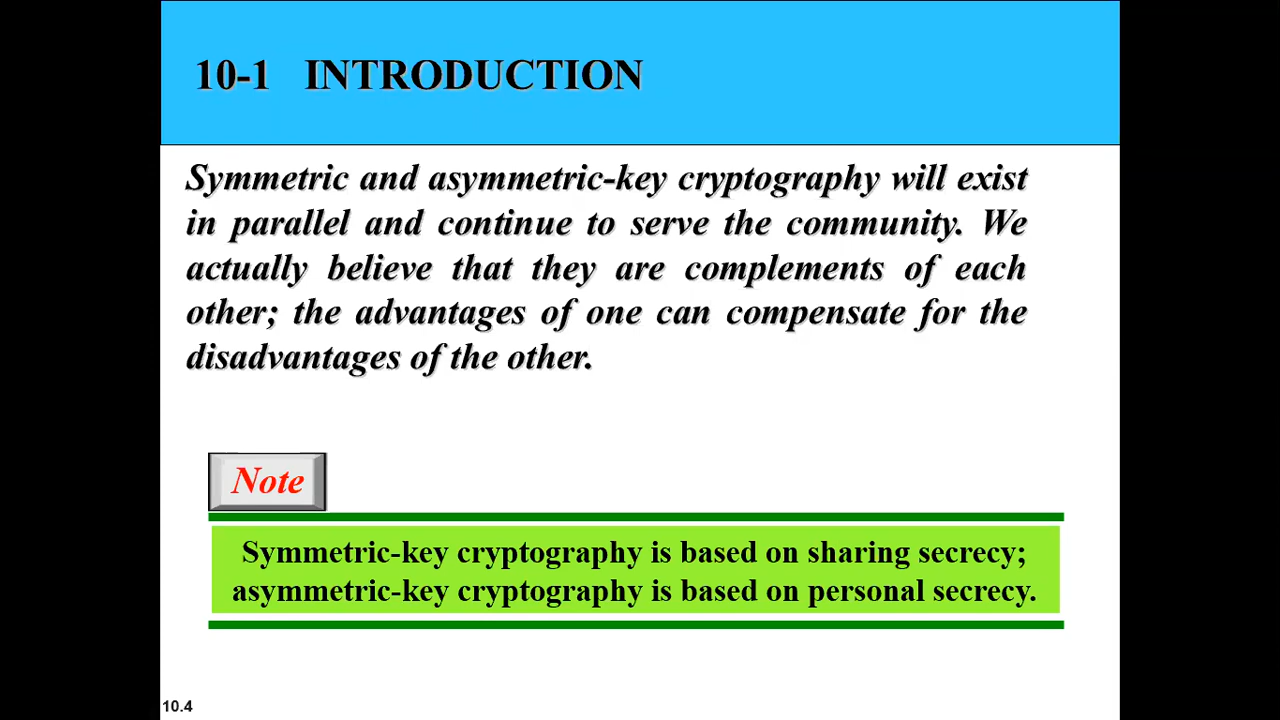 10-1 INTRODUCTION
Symmetric and asymmetric-key cryptography will exist
in parallel and continue to serve the community. We
actually believe that they are complements of each
other; the advantages of one can compensate for the
disadvantages of the other.
Note
Symmetric-key cryptography is based on sharing secrecy;
asymmetric-key cryptography is based on personal secrecy.
10.4